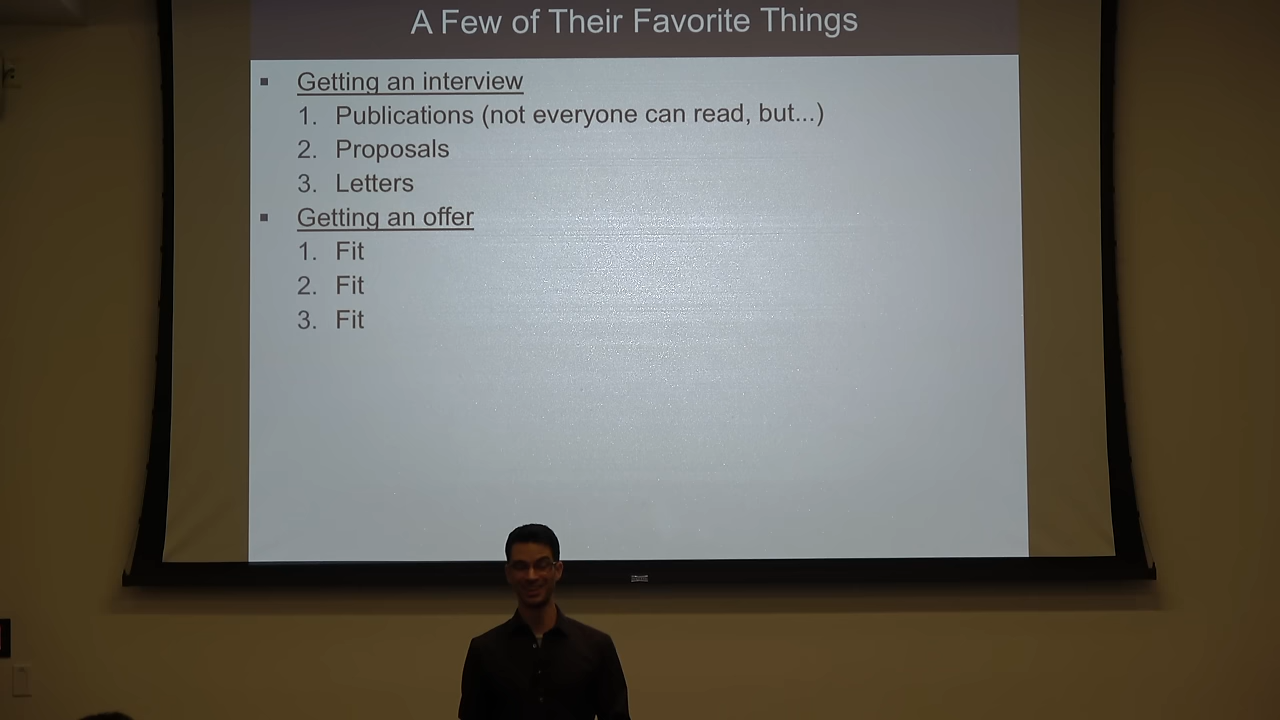 A Few of Their Favorite Things
▪ Getting an interview
1. Publications (not everyone can read, but...)
2. Proposals
3. Letters
▪ Getting an offer
1. Fit
2. Fit
3. Fit